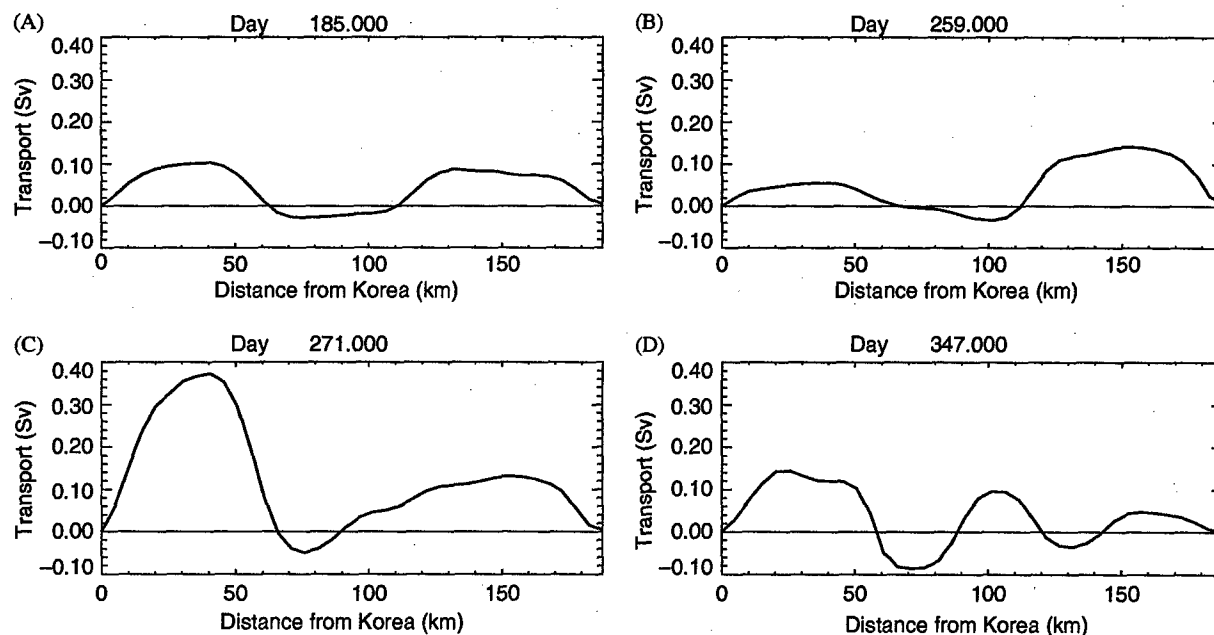 (A)
Day 185.000
0.40
0.30
0.20
0.10
0.00
−0.10
Transport (Sv)
0 50 100 150
Distance from Korea (km)
(B)
Day 259.000
0.40
0.30
0.20
0.10
0.00
−0.10
Transport (Sv)
0 50 100 150
Distance from Korea (km)
(C)
Day 271.000
0.40
0.30
0.20
0.10
0.00
−0.10
Transport (Sv)
0 50 100 150
Distance from Korea (km)
(D)
Day 347.000
0.40
0.30
0.20
0.10
0.00
−0.10
Transport (Sv)
0 50 100 150
Distance from Korea (km)